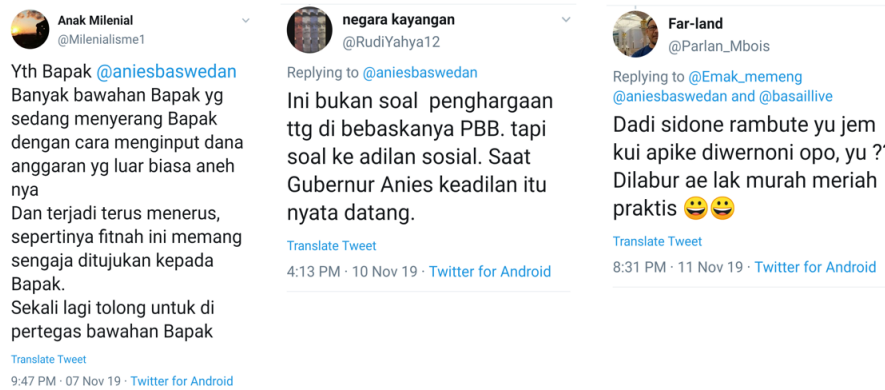 Anak Milenial
@Milenialisme1
Yth Bapak @aniesbaswedan
Banyak bawahan Bapak yg
sedang menyerang Bapak
dengan cara menginput dana
anggaran yg luar biasa aneh
nya
Dan terjadi terus menerus,
sepertinya fitnah ini memang
sengaja ditujukan kepada
Bapak.
Sekali lagi tolong untuk di
pertegas bawahan Bapak
Translate Tweet
9:47 PM · 07 Nov 19 · Twitter for Android
negara kayangan
@RudiYahya12
Replying to @aniesbaswedan
Ini bukan soal penghargaan
ttg di bebaskanya PBB. tapi
soal ke adilan sosial. Saat
Gubernur Anies keadilan itu
nyata datang.
Translate Tweet
4:13 PM · 10 Nov 19 · Twitter for Android
Far-land
@Parlan_Mbois
Replying to @Emak_memeng
@aniesbaswedan and @basaillive
Dadi sidone rambute yu jem
kui apike diwernoni opo, yu ??
Dilabur ae lak murah meriah
praktis 😀😀
Translate Tweet
8:31 PM · 11 Nov 19 · Twitter for Android